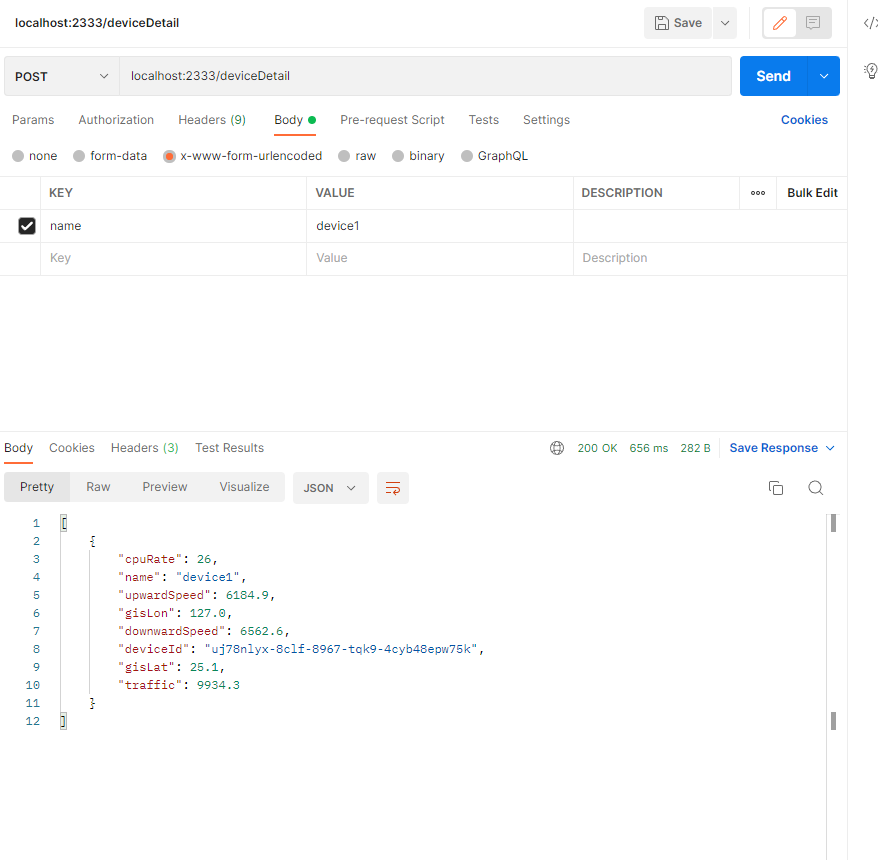 localhost:2333/deviceDetail Save
POST localhost:2333/deviceDetail Send
Params Authorization Headers (9) Body Pre-request Script Tests Settings Cookies
none form-data x-www-form-urlencoded raw binary GraphQL
KEY VALUE DESCRIPTION ooo Bulk Edit
name device1
Key Value Description
Body Cookies Headers (3) Test Results 200 OK 656 ms 282 B Save Response
Pretty Raw Preview Visualize JSON
1 [
2 {
3 "cpuRate": 26,
4 "name": "device1",
5 "upwardSpeed": 6184.9,
6 "gisLon": 127.0,
7 "downwardSpeed": 6562.6,
8 "deviceId": "uj78nlyx-8clf-8967-tqk9-4cyb48epw75k",
9 "gisLat": 25.1,
10 "traffic": 9934.3
11 }
12 ]